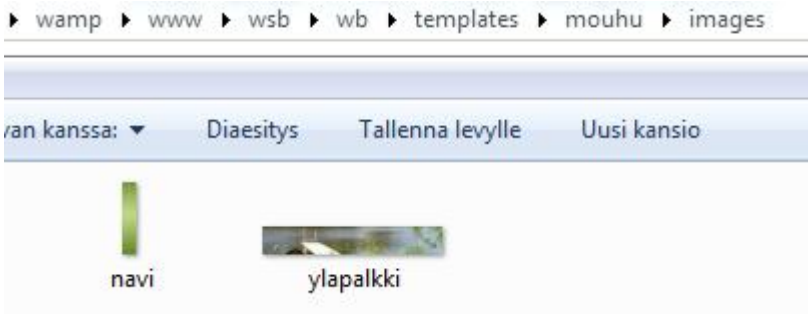 wamp ▸ www ▸ wsb ▸ wb ▸ templates ▸ mouhu ▸ images
van kanssa: Diaesitys Tallenna levylle Uusi kansio
navi ylapalkki